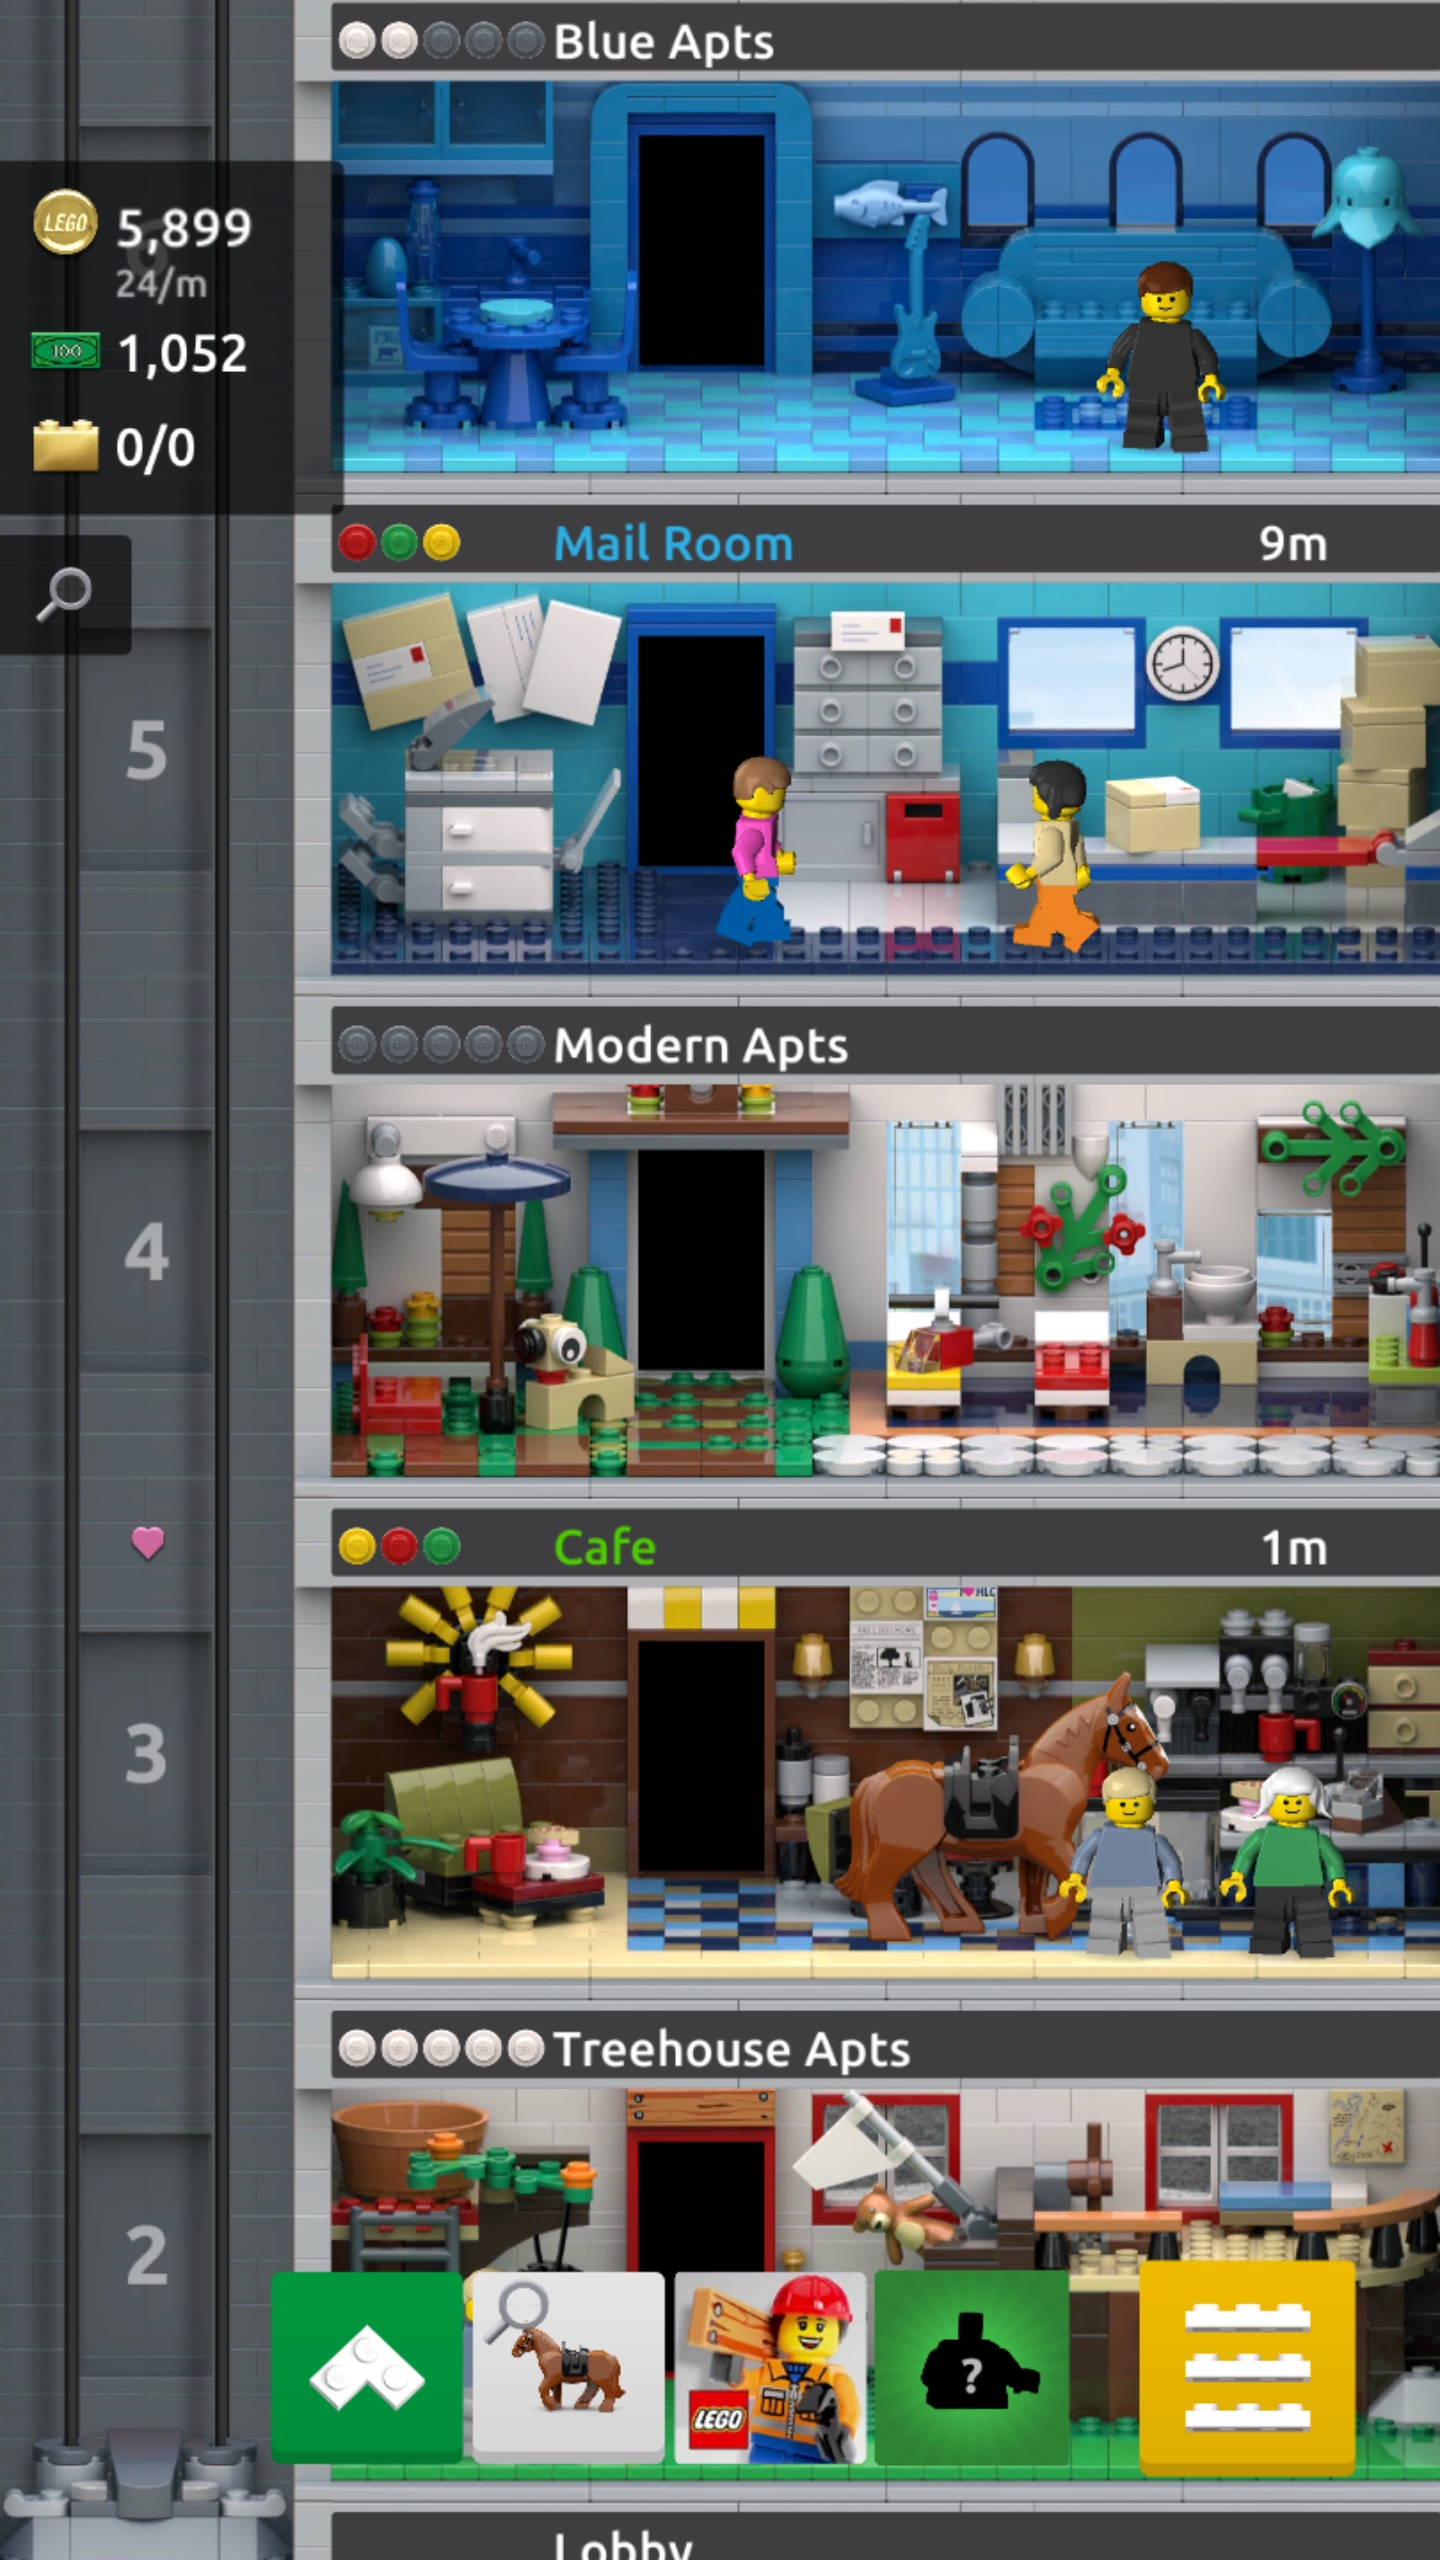 Blue Apts
LEGO
5,899
24/m
100
1,052
0/0
Mail Room
9m
5
Modern Apts
4
Cafe
1m
3
Treehouse Apts
2
?
LEGO
Lobby